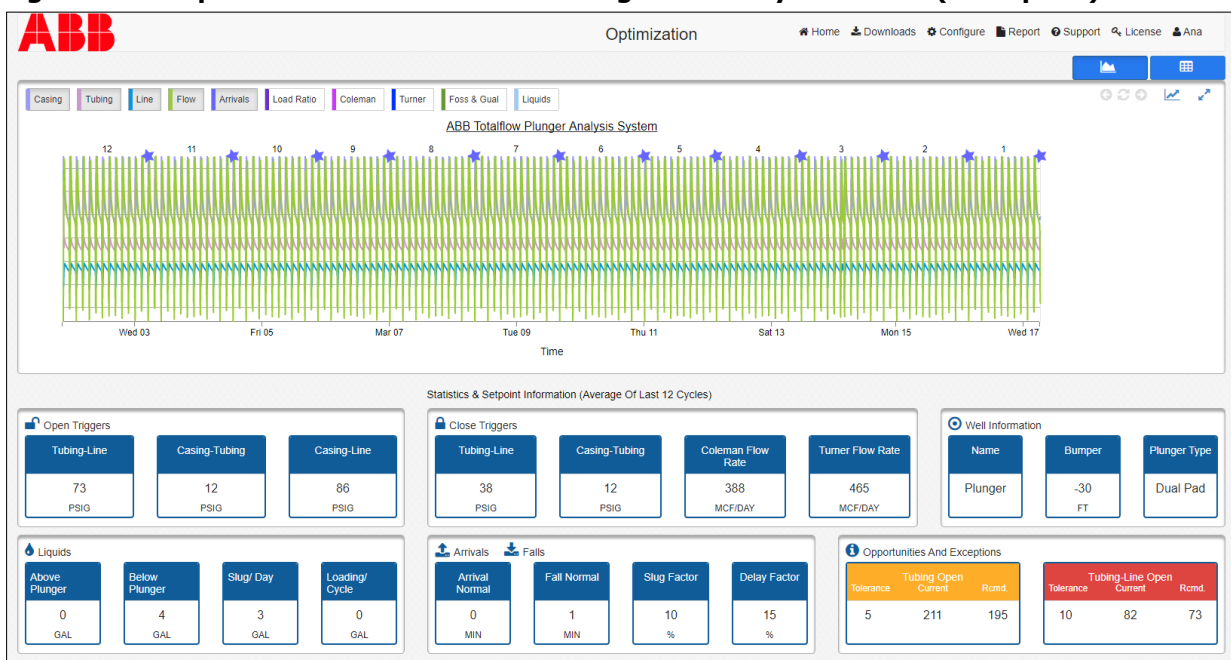 ABB
Optimization
Home Downloads Configure Report Support License Ana
Casing Tubing Line Flow Arrivals Load Ratio Coleman Turner Foss & Gual Liquids
ABB Totalflow Plunger Analysis System
12 11 10 9 8 7 6 5 4 3 2 1
Wed 03 Fri 05 Mar 07 Tue 09 Thu 11 Sat 13 Mon 15 Wed 17
Time
Statistics & Setpoint Information (Average Of Last 12 Cycles)
Open Triggers
Tubing-Line
73
PSIG
Casing-Tubing
12
PSIG
Casing-Line
86
PSIG
Close Triggers
Tubing-Line
38
PSIG
Casing-Tubing
12
PSIG
Coleman Flow
Rate
388
MCF/DAY
Turner Flow Rate
465
MCF/DAY
Well Information
Name
Plunger
Bumper
-30
FT
Plunger Type
Dual Pad
Liquids
Above
Plunger
0
GAL
Below
Plunger
4
GAL
Slug/ Day
3
GAL
Loading/
Cycle
0
GAL
Arrivals Falls
Arrival
Normal
0
MIN
Fall Normal
1
MIN
Slug Factor
10
%
Delay Factor
15
%
Opportunities And Exceptions
Tubing Open
Tolerance Current Rcmd.
5 211 195
Tubing-Line Open
Tolerance Current Rcmd.
10 82 73